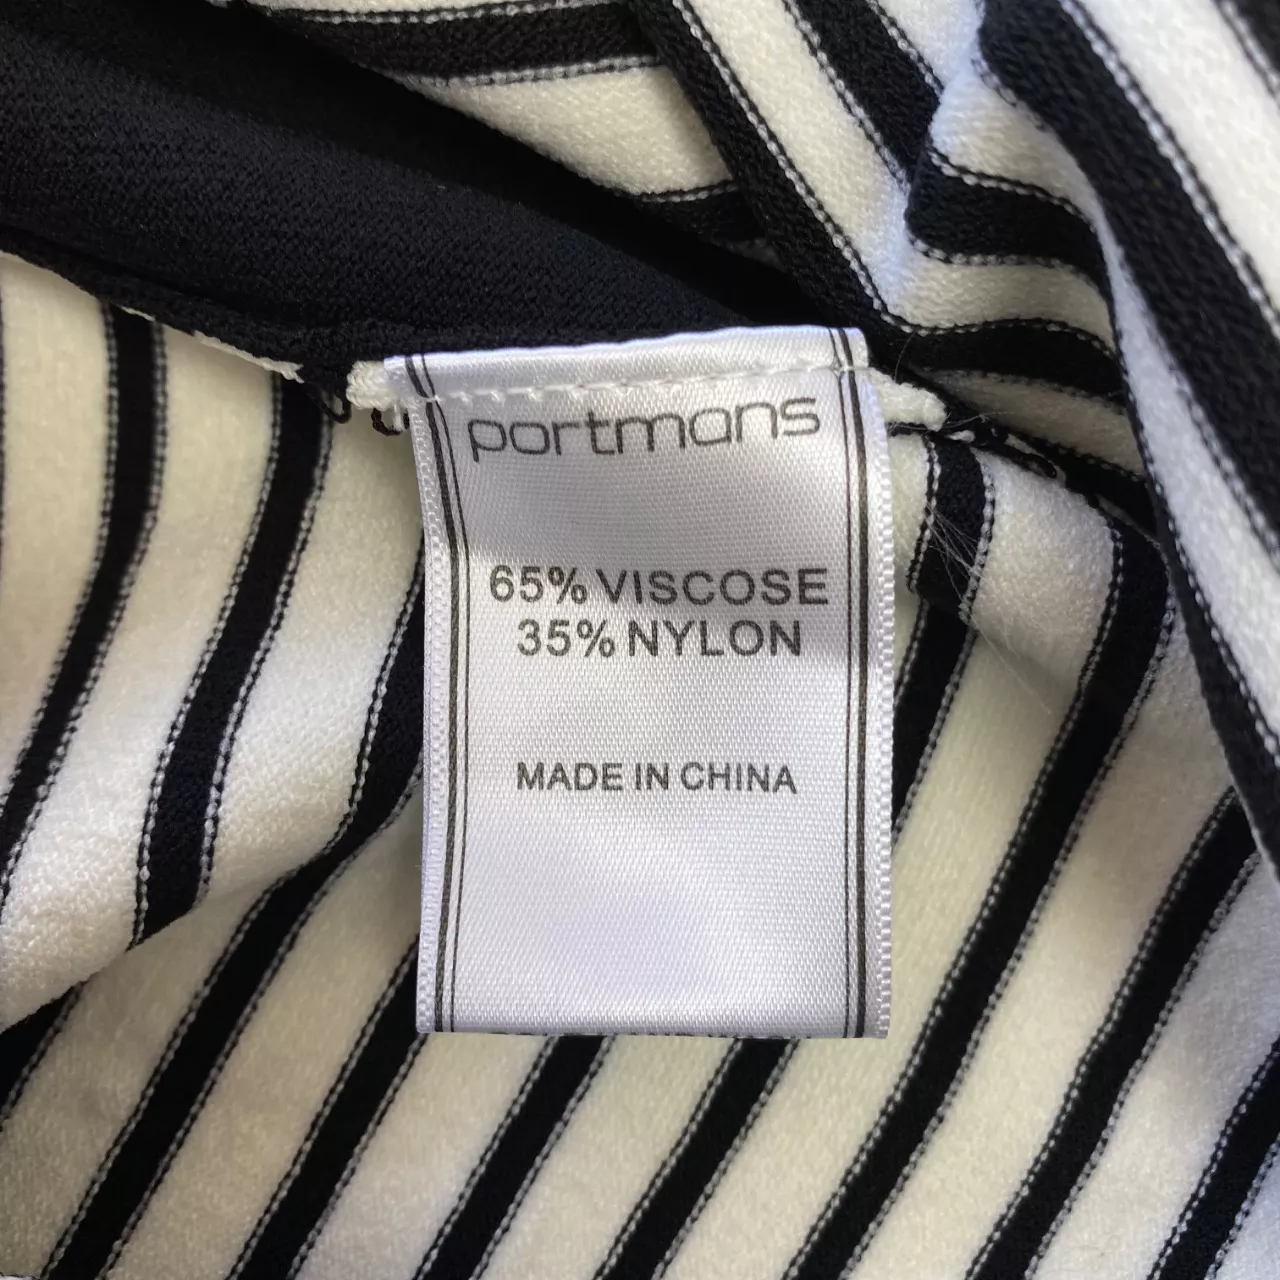 portmans
65% VISCOSE
35% NYLON
MADE IN CHINA